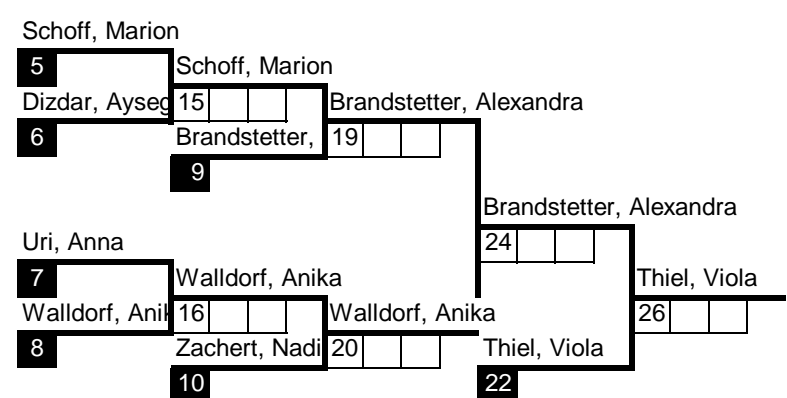 Schoff, Marion
5 Schoff, Marion
Dizdar, Ayseg 15 Brandstetter, Alexandra
6 Brandstetter, 19
9
Brandstetter, Alexandra
Uri, Anna 24
7 Walldorf, Anika Thiel, Viola
Walldorf, Anik 16 Walldorf, Anika 26
8 Zachert, Nadi 20 Thiel, Viola
10 22